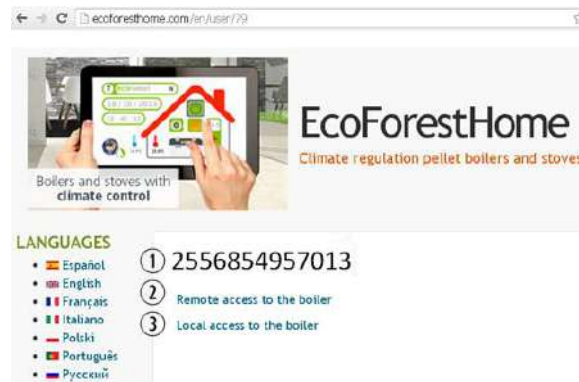 ecoforesthome.com/en/user/79
EcoForestHome
Climate regulation pellet boilers and stoves
Boilers and stoves with
climate control
LANGUAGES
Español
English
Français
Italiano
Polski
Português
Русский
① 2556854957013
② Remote access to the boiler
③ Local access to the boiler